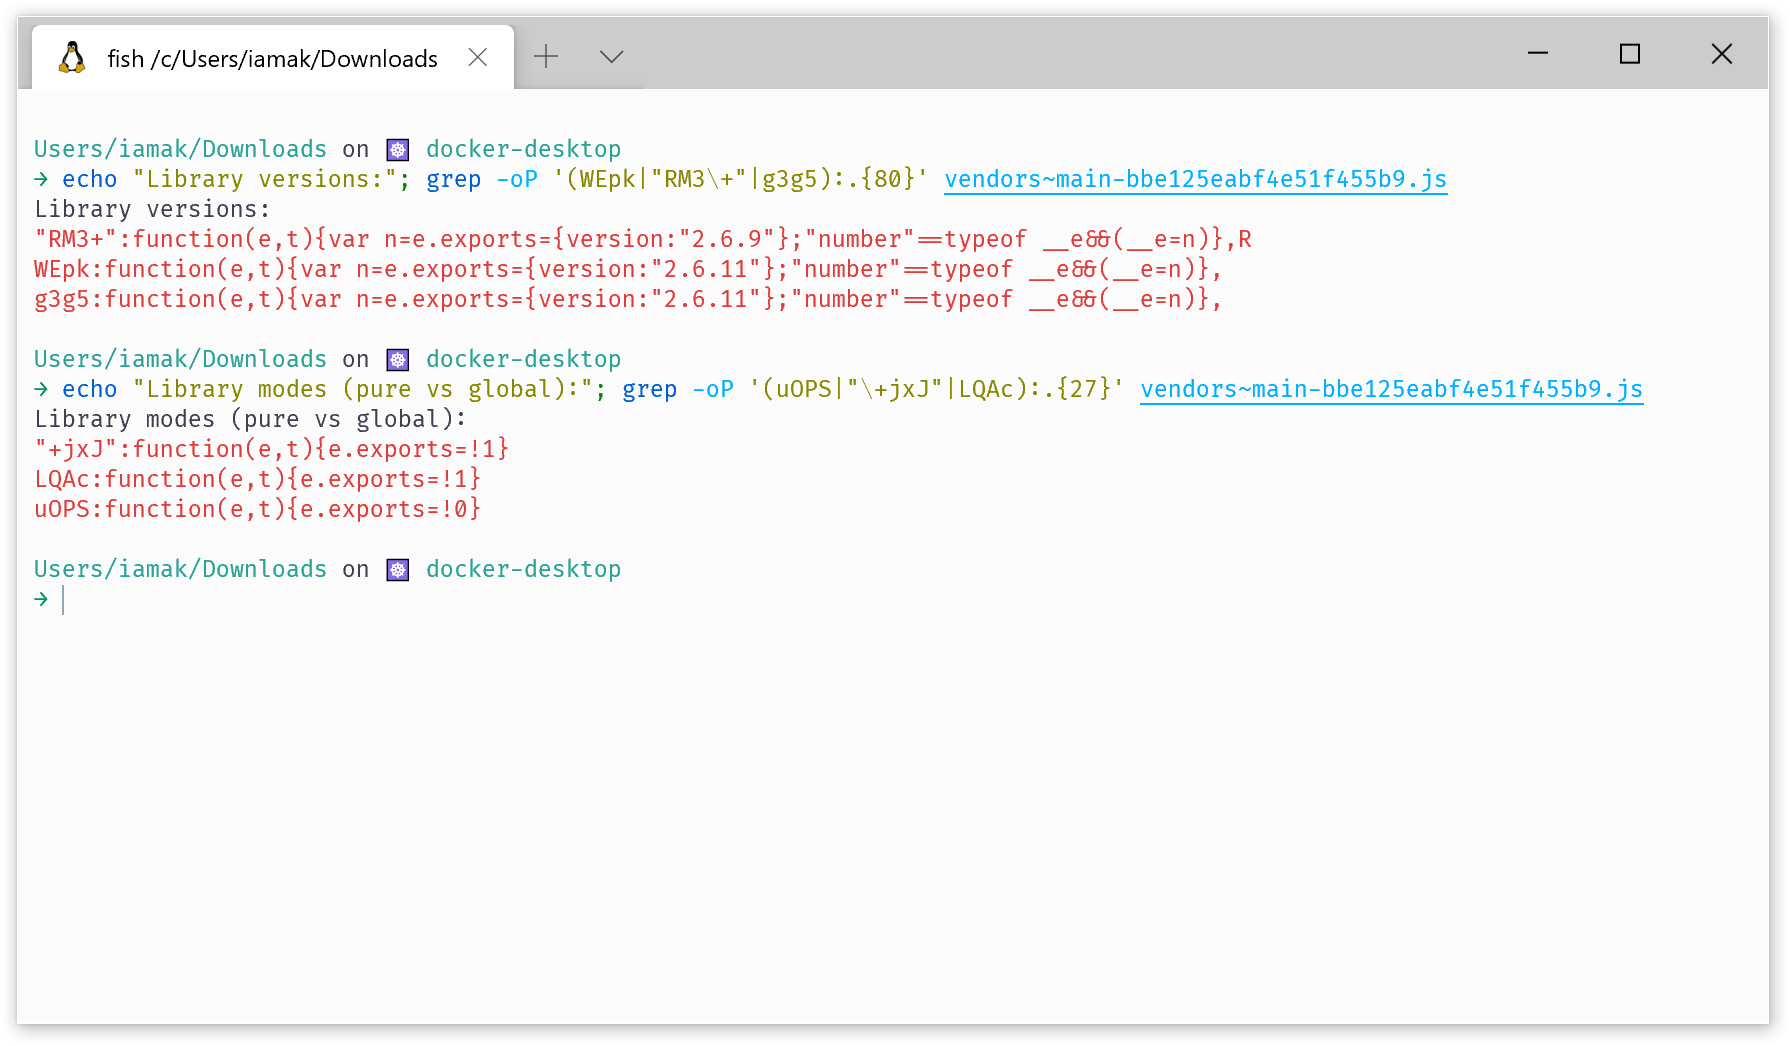 fish /c/Users/iamak/Downloads
Users/iamak/Downloads on docker-desktop
→ echo "Library versions:"; grep -oP '(WEpk|"RM3\+"|g3g5):.{80}' vendors~main-bbe125eabf4e51f455b9.js
Library versions:
"RM3+":function(e,t){var n=e.exports={version:"2.6.9"};"number"==typeof __e&&(__e=n)},R
WEpk:function(e,t){var n=e.exports={version:"2.6.11"};"number"==typeof __e&&(__e=n)},
g3g5:function(e,t){var n=e.exports={version:"2.6.11"};"number"==typeof __e&&(__e=n)},
Users/iamak/Downloads on docker-desktop
→ echo "Library modes (pure vs global):"; grep -oP '(uOPS|"\+jxJ"|LQAc):.{27}' vendors~main-bbe125eabf4e51f455b9.js
Library modes (pure vs global):
"+jxJ":function(e,t){e.exports=!1}
LQAc:function(e,t){e.exports=!1}
uOPS:function(e,t){e.exports=!0}
Users/iamak/Downloads on docker-desktop
→